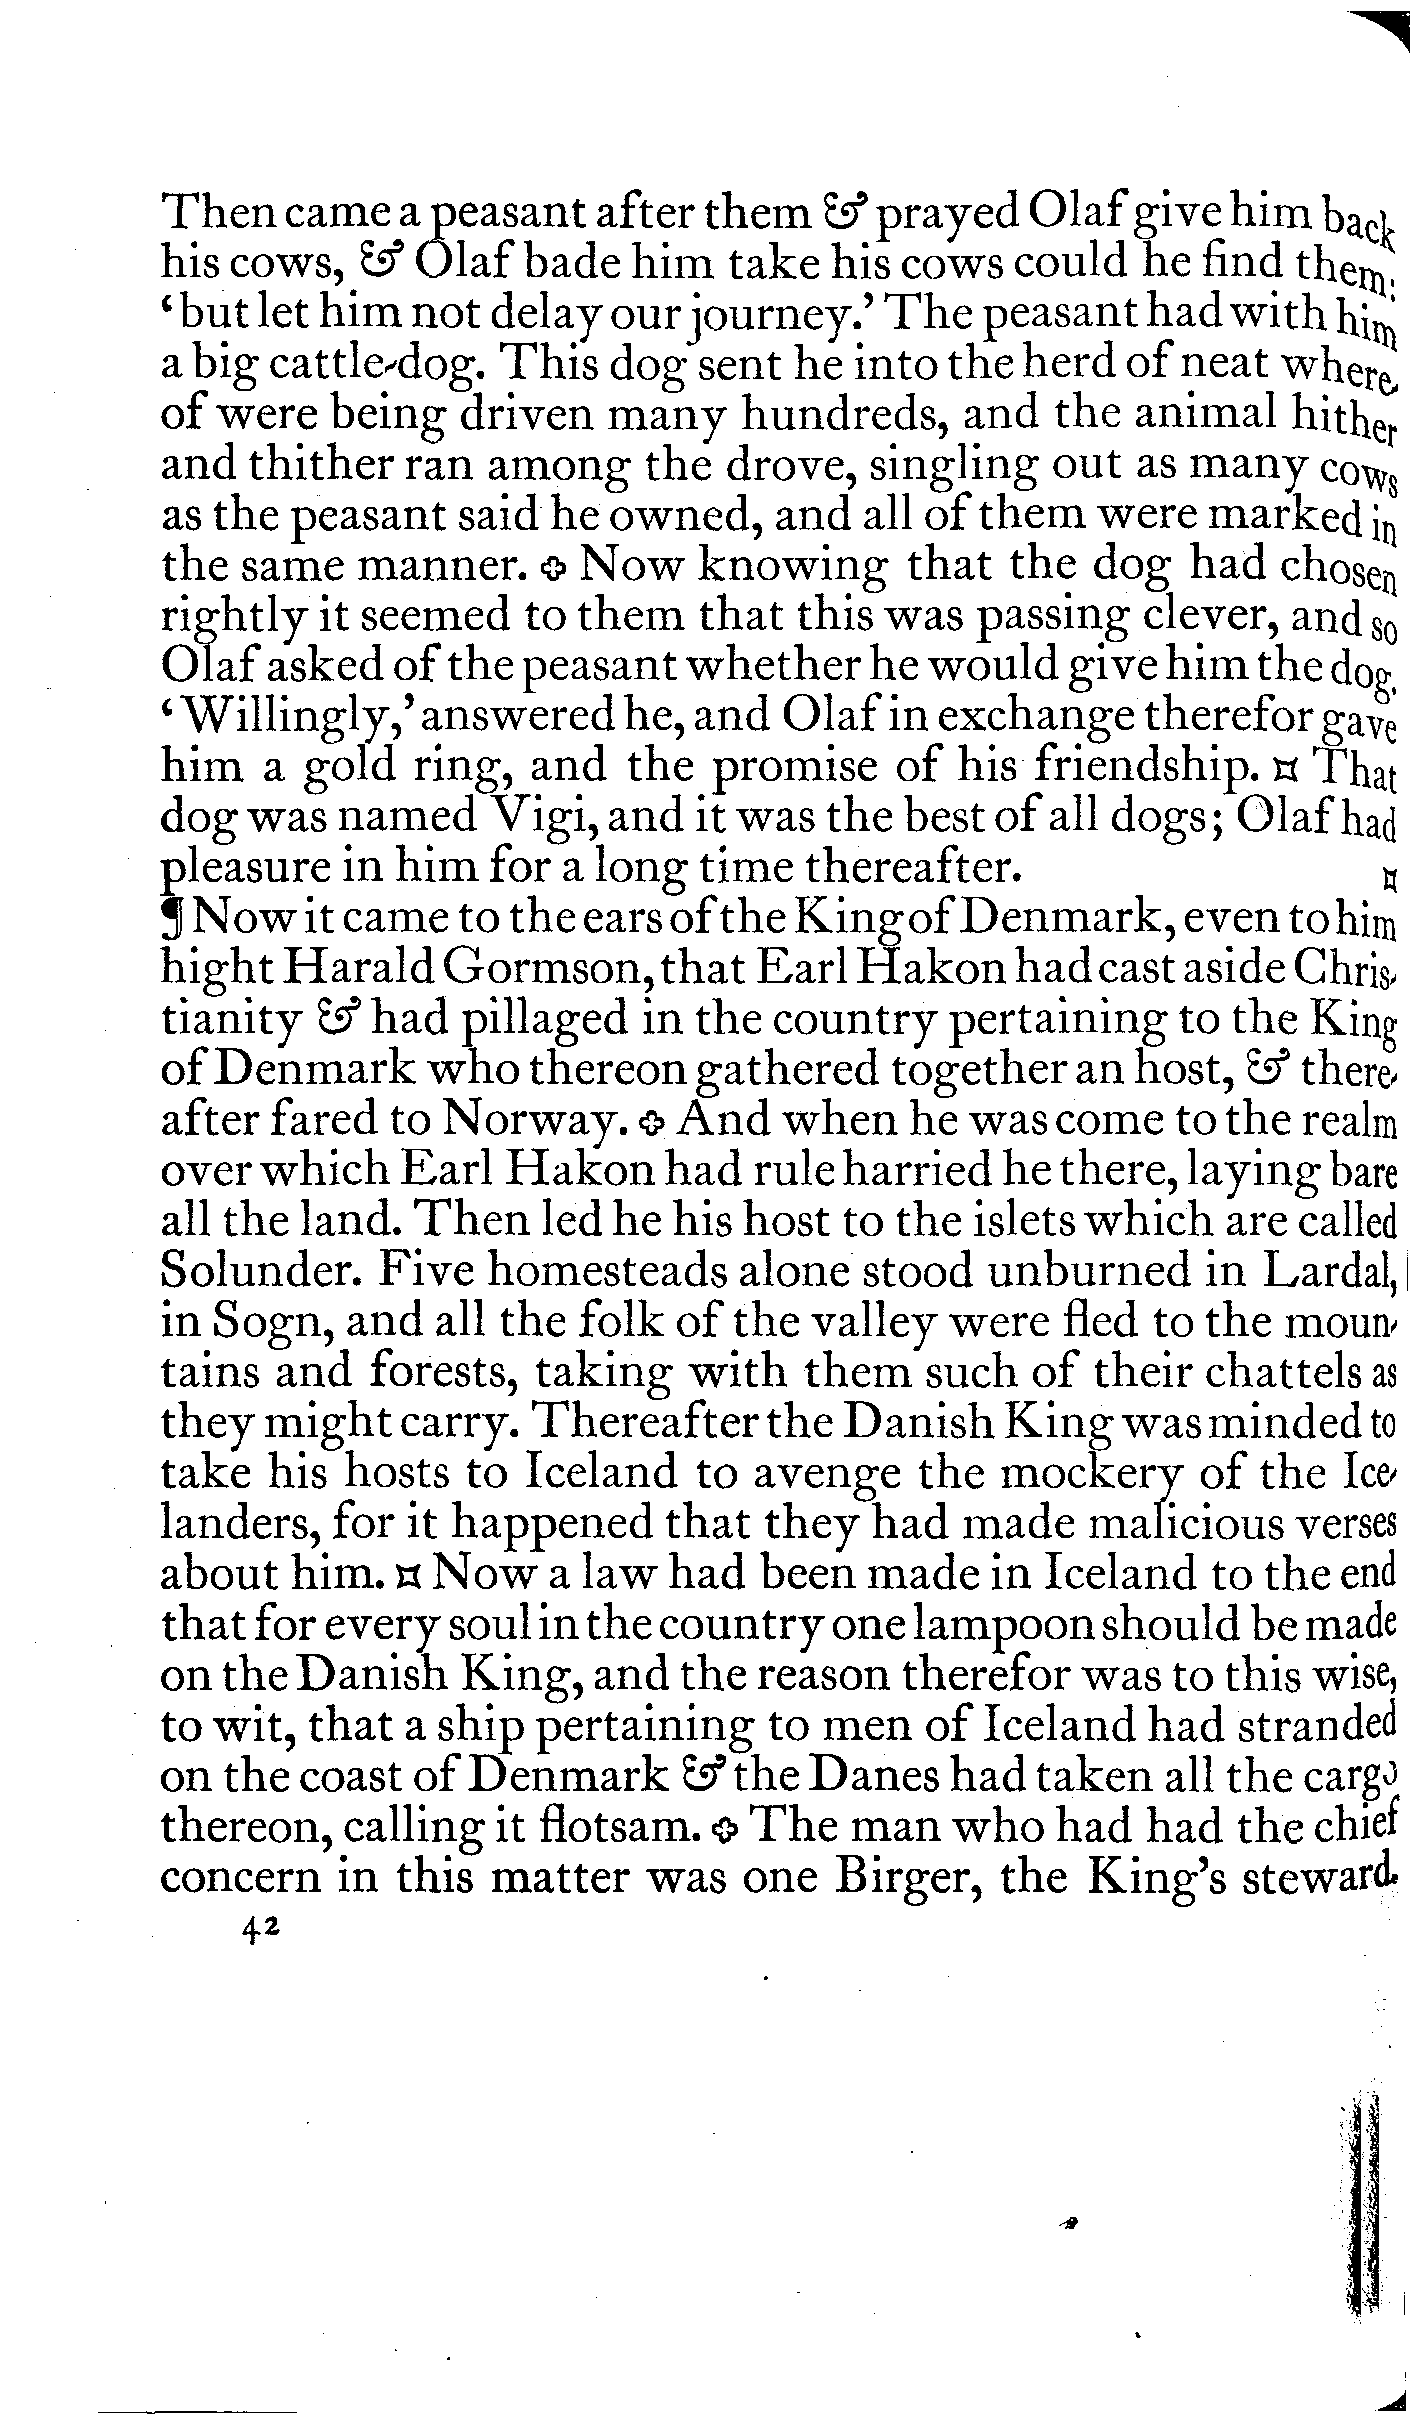 Then came a peasant after them & prayed Olaf give him back
his cows, & Olaf bade him take his cows could he find them;
‘but let him not delay our journey.’ The peasant had with him
a big cattle-dog. This dog sent he into the herd of neat where-
of were being driven many hundreds, and the animal hither
and thither ran among the drove, singling out as many cows
as the peasant said he owned, and all of them were marked in
the same manner. ✥ Now knowing that the dog had chosen
rightly it seemed to them that this was passing clever, and so
Olaf asked of the peasant whether he would give him the dog.
‘Willingly,’ answered he, and Olaf in exchange therefor gave
him a gold ring, and the promise of his friendship. ¤ That
dog was named Vigi, and it was the best of all dogs; Olaf had
pleasure in him for a long time thereafter. ¤
¶ Now it came to the ears of the King of Denmark, even to him
hight Harald Gormson, that Earl Hakon had cast aside Chris-
tianity & had pillaged in the country pertaining to the King
of Denmark who thereon gathered together an host, & there-
after fared to Norway. ✥ And when he was come to the realm
over which Earl Hakon had rule harried he there, laying bare
all the land. Then led he his host to the islets which are called
Solunder. Five homesteads alone stood unburned in Lardal,
in Sogn, and all the folk of the valley were fled to the moun-
tains and forests, taking with them such of their chattels as
they might carry. Thereafter the Danish King was minded to
take his hosts to Iceland to avenge the mockery of the Ice-
landers, for it happened that they had made malicious verses
about him. ¤ Now a law had been made in Iceland to the end
that for every soul in the country one lampoon should be made
on the Danish King, and the reason therefor was to this wise,
to wit, that a ship pertaining to men of Iceland had stranded
on the coast of Denmark & the Danes had taken all the cargo
thereon, calling it flotsam. ✥ The man who had had the chief
concern in this matter was one Birger, the King's steward.
42